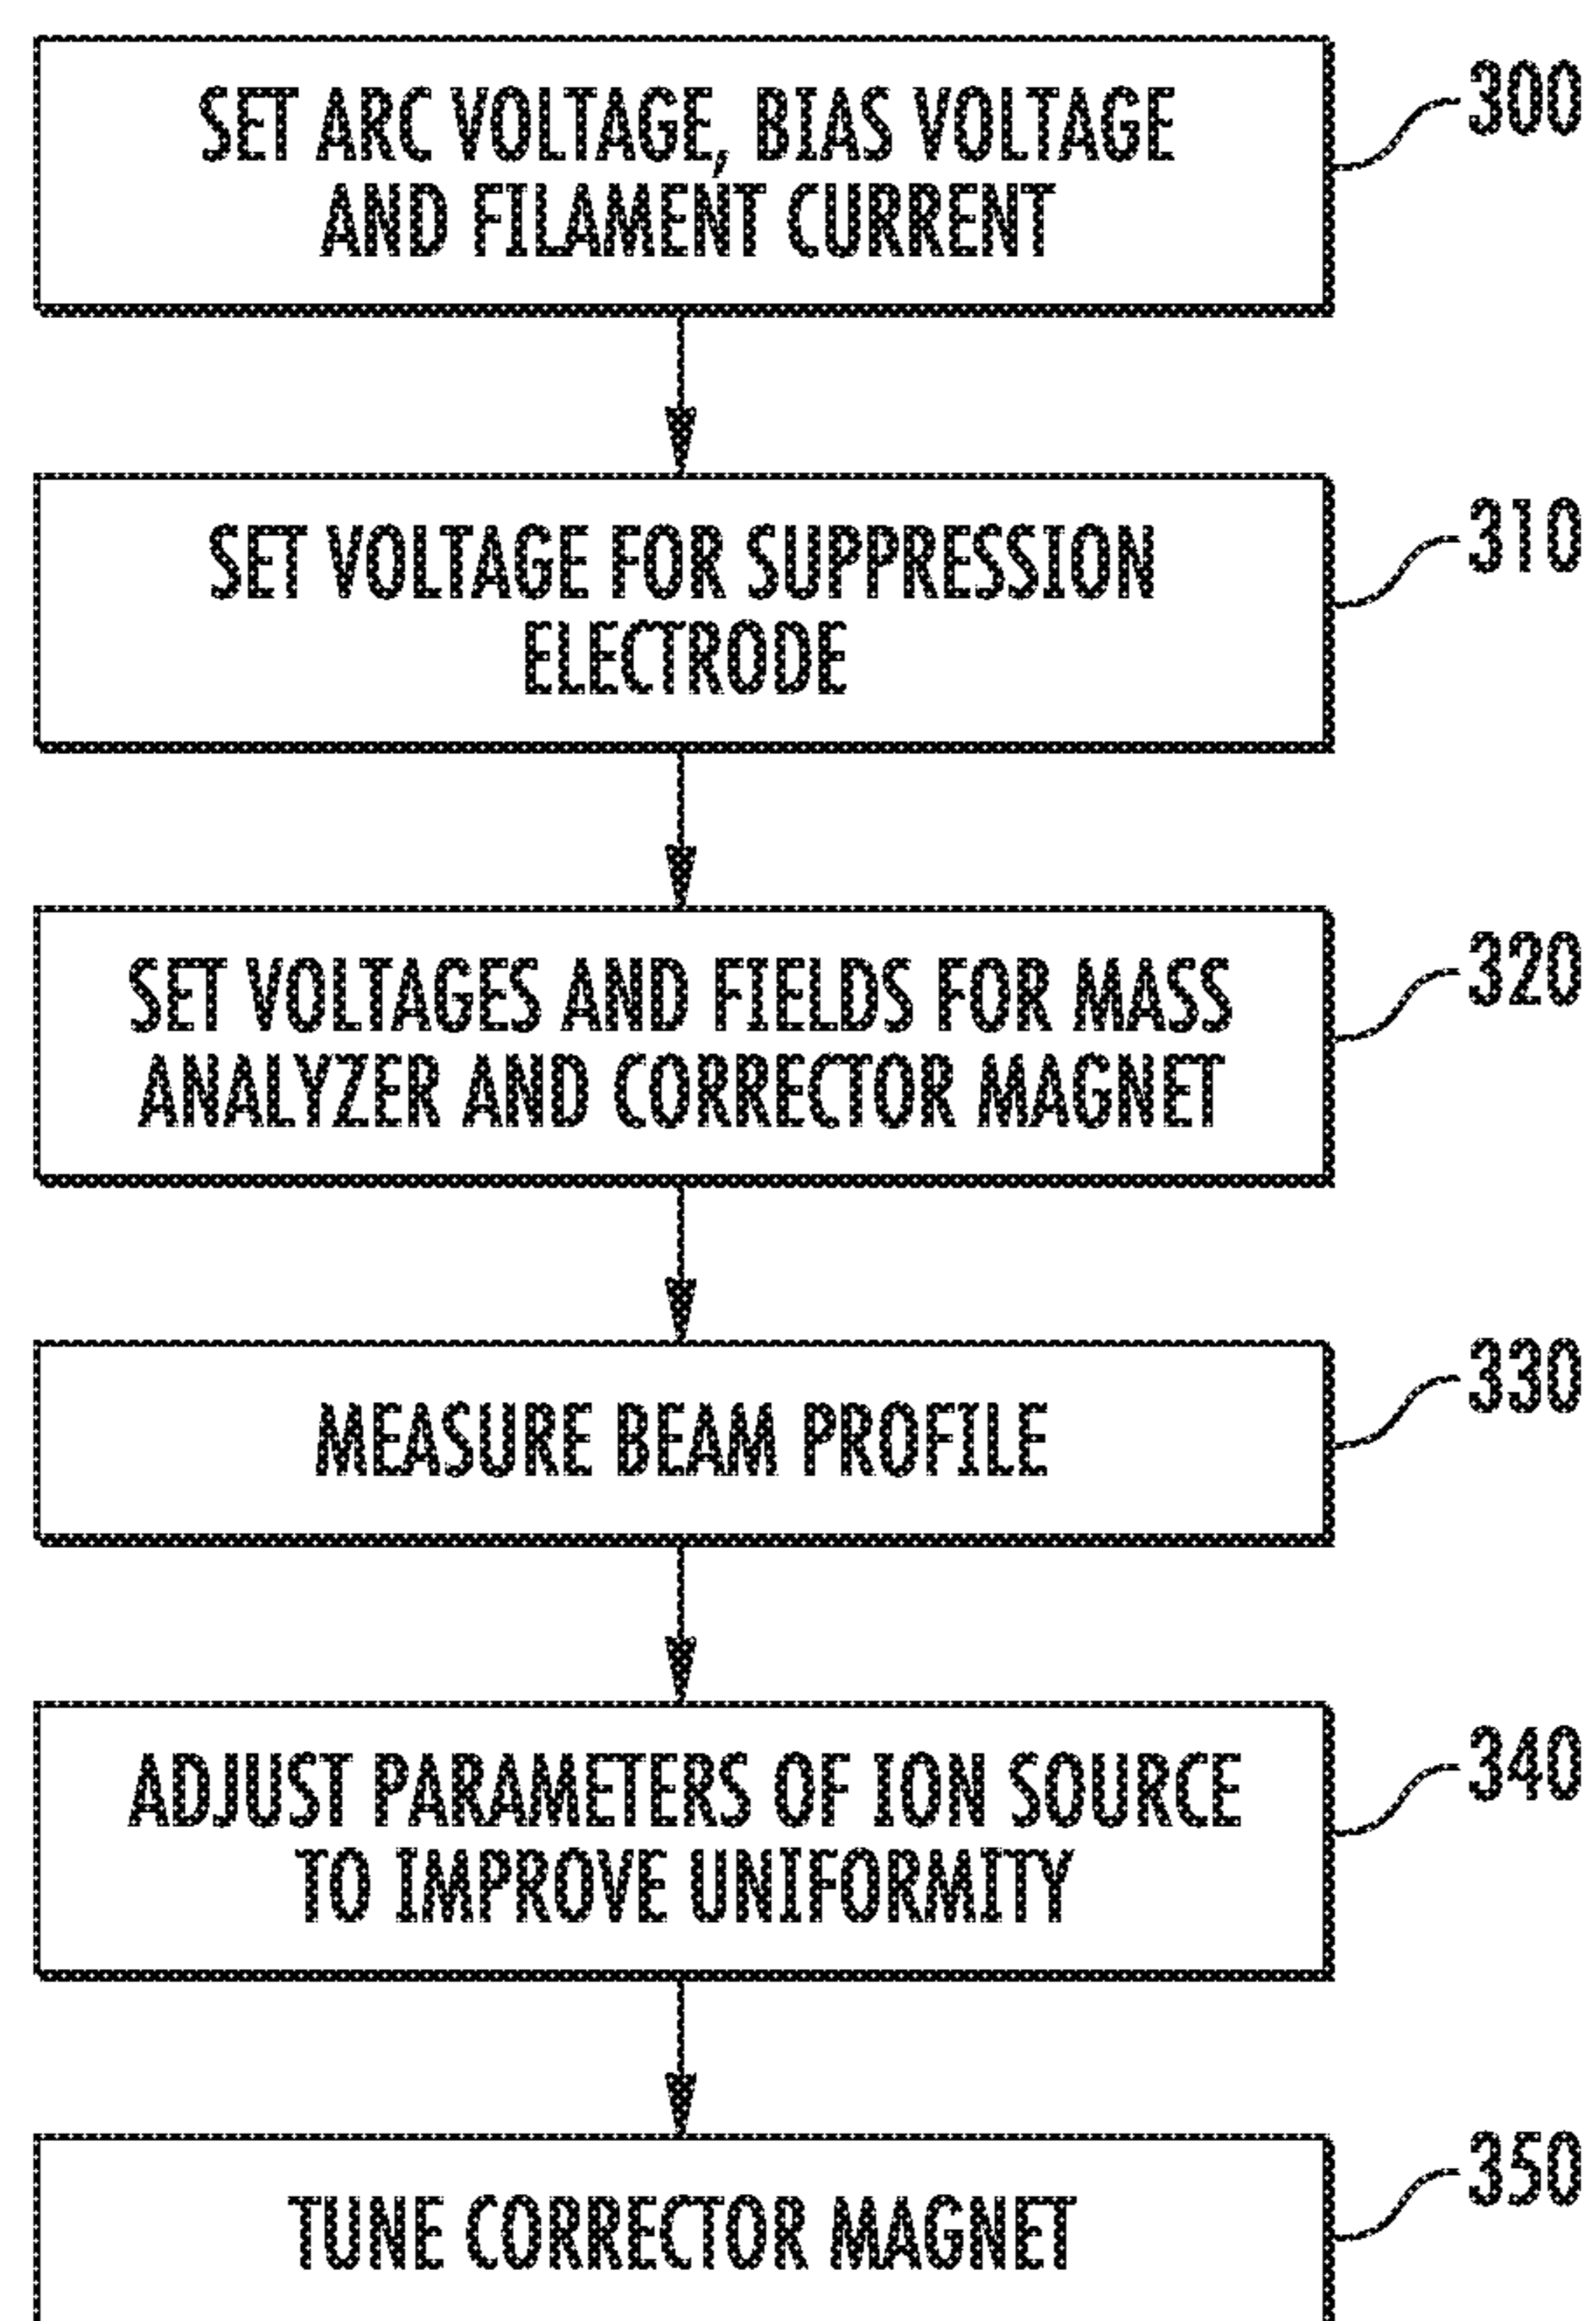 SET ARC VOLTAGE, BIAS VOLTAGE
AND FILAMENT CURRENT
300
SET VOLTAGE FOR SUPPRESSION
ELECTRODE
310
SET VOLTAGES AND FIELDS FOR MASS
ANALYZER AND CORRECTOR MAGNET
320
MEASURE BEAM PROFILE
330
ADJUST PARAMETERS OF ION SOURCE
TO IMPROVE UNIFORMITY
340
TUNE CORRECTOR MAGNET
350